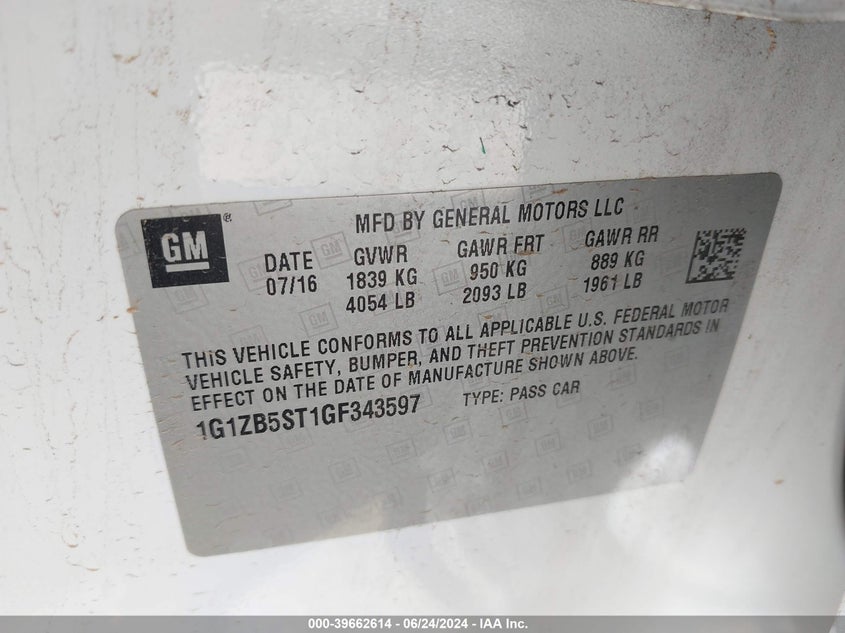 GM ®
MFD BY GENERAL MOTORS LLC
DATE GVWR GAWR FRT GAWR RR
07/16 1839 KG 950 KG 889 KG
4054 LB 2093 LB 1961 LB
THIS VEHICLE CONFORMS TO ALL APPLICABLE U.S. FEDERAL MOTOR
VEHICLE SAFETY, BUMPER, AND THEFT PREVENTION STANDARDS IN
EFFECT ON THE DATE OF MANUFACTURE SHOWN ABOVE.
1G1ZB5ST1GF343597 TYPE: PASS CAR
000-39662614 - 06/24/2024 - IAA Inc.